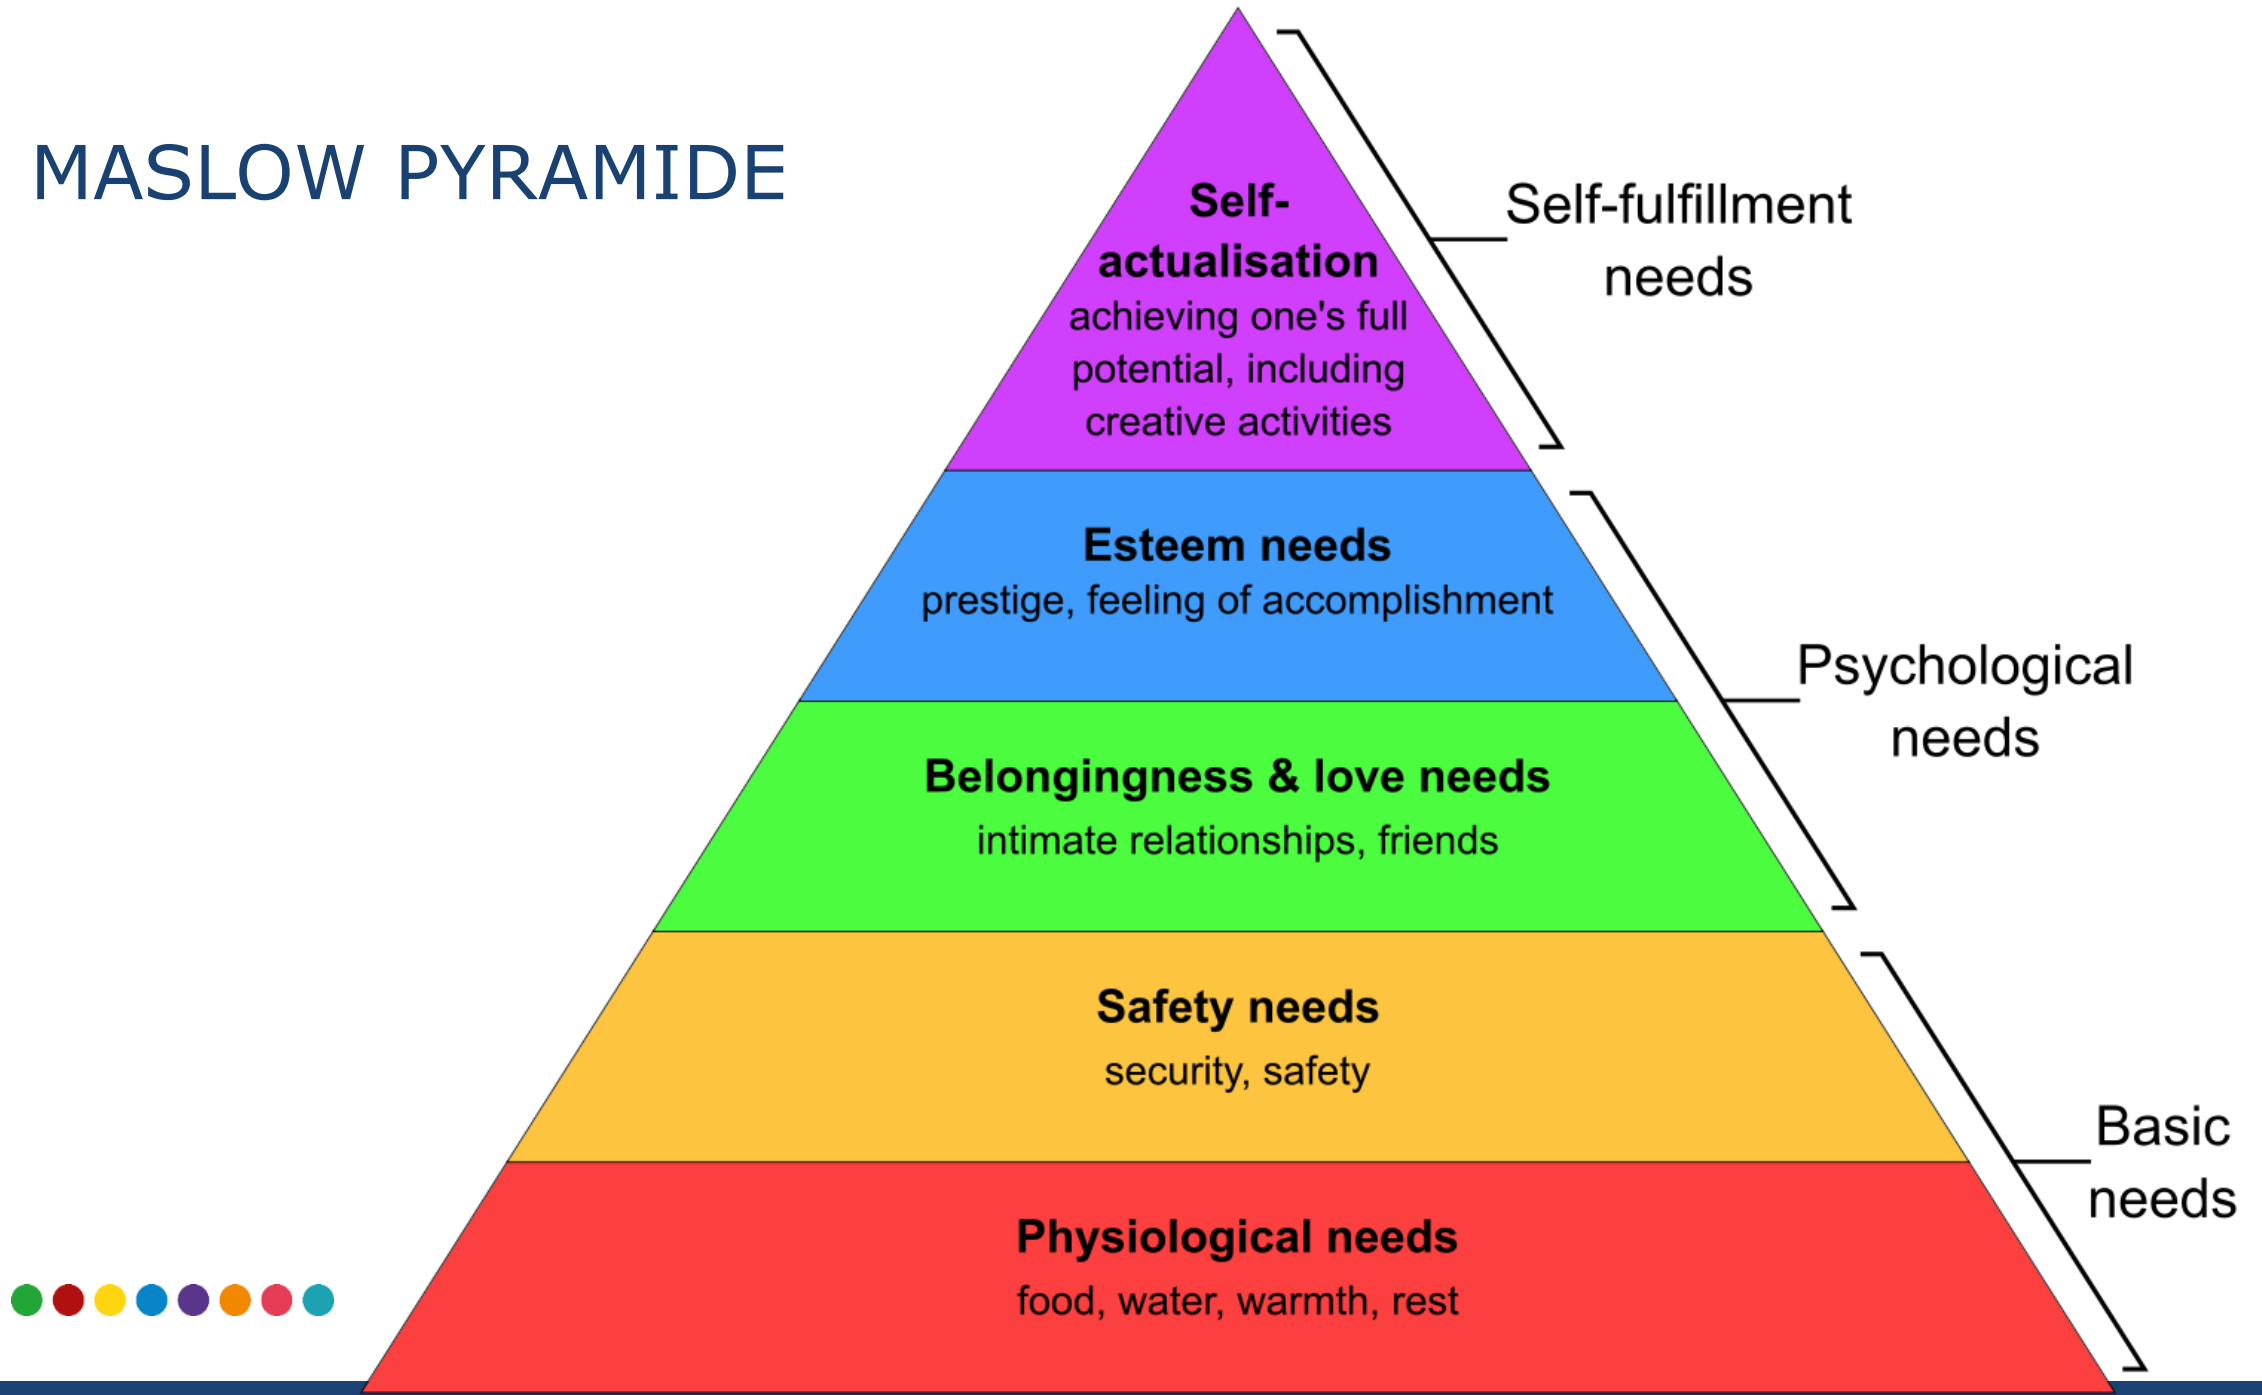 MASLOW PYRAMIDE
Self-
actualisation
achieving one's full
potential, including
creative activities
Self-fulfillment
needs
Esteem needs
prestige, feeling of accomplishment
Psychological
needs
Belongingness & love needs
intimate relationships, friends
Safety needs
security, safety
Basic
needs
Physiological needs
food, water, warmth, rest